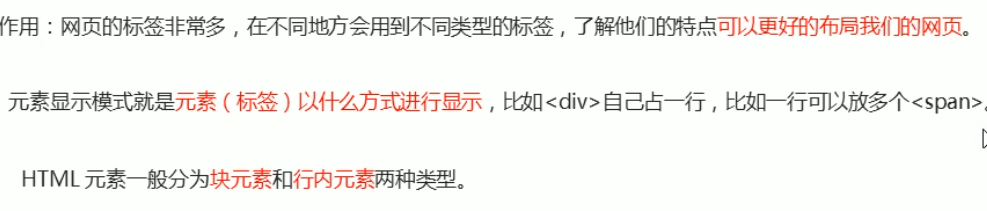 作用：网页的标签非常多，在不同地方会用到不同类型的标签，了解他们的特点可以更好的布局我们的网页。
元素显示模式就是元素（标签）以什么方式进行显示，比如<div>自己占一行，比如一行可以放多个<span>。
HTML 元素一般分为块元素和行内元素两种类型。